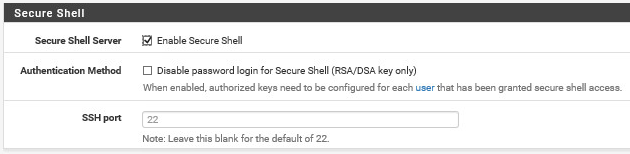 Secure Shell
Secure Shell Server Enable Secure Shell
Authentication Method Disable password login for Secure Shell (RSA/DSA key only)
When enabled, authorized keys need to be configured for each user that has been granted secure shell access.
SSH port 22
Note: Leave this blank for the default of 22.